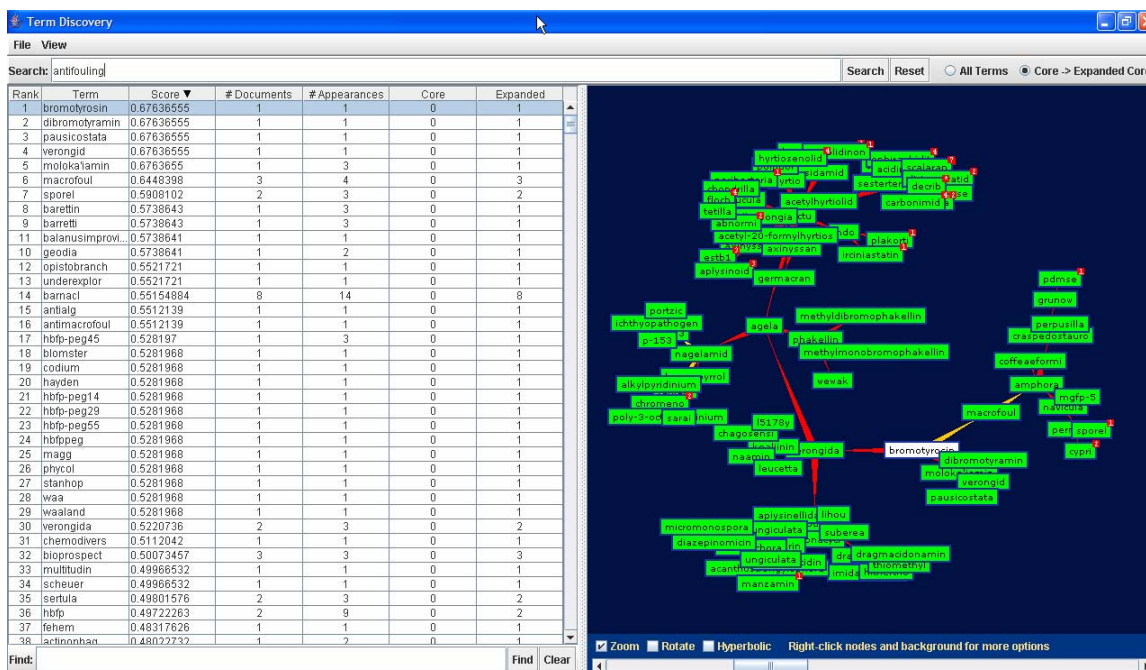 Term Discovery
File View
Search: antifouling Search Reset All Terms Core -> Expanded Core
Rank Term Score ▼ # Documents # Appearances Core Expanded
1 bromotyrosin 0.67636555 1 1 0 1
2 dibromotyramin 0.67636555 1 1 0 1
3 pausicostata 0.67636555 1 1 0 1
4 verongid 0.67636555 1 1 0 1
5 moloka'iamin 0.6763655 1 3 0 1
6 macrofoul 0.6448398 3 4 0 3
7 sporel 0.5908102 2 3 0 2
8 barettin 0.5738643 1 3 0 1
9 barretti 0.5738643 1 3 0 1
11 balanusimprovi... 0.5738641 1 1 0 1
10 geodia 0.5738641 1 2 0 1
12 opistobranch 0.5521721 1 1 0 1
13 underexplor 0.5521721 1 1 0 1
14 barnacl 0.55154884 8 14 0 8
15 antialg 0.5512139 1 1 0 1
16 antimacrofoul 0.5512139 1 1 0 1
17 hbfp-peg45 0.528197 1 3 0 1
18 blomster 0.5281968 1 1 0 1
19 codium 0.5281968 1 1 0 1
20 hayden 0.5281968 1 1 0 1
21 hbfp-peg14 0.5281968 1 1 0 1
22 hbfp-peg29 0.5281968 1 1 0 1
23 hbfp-peg55 0.5281968 1 1 0 1
24 hbfppeg 0.5281968 1 1 0 1
25 magg 0.5281968 1 1 0 1
26 phycol 0.5281968 1 1 0 1
27 stanhop 0.5281968 1 1 0 1
28 waa 0.5281968 1 1 0 1
29 waaland 0.5281968 1 1 0 1
30 verongida 0.5220736 2 3 0 2
31 chemodivers 0.5112042 1 1 0 1
32 bioprospect 0.50073457 3 3 0 3
33 multitudin 0.49966532 1 1 0 1
34 scheuer 0.49966532 1 1 0 1
35 sertula 0.49801576 2 3 0 2
36 hbfp 0.49722263 2 9 0 2
37 fehem 0.48317626 1 1 0 1
38 actinophag 0.48022732 1 2 0 1
Find: Find Clear
hyrtiosenolid
scalaran
decrib
carbonimid
acetylhyrtiolid
chondrilla
tetilla
abnormi
acetyl-20-formylhyrtios
axinyssan
plakorti
irciniastatin
estb1
aplysinoid
germacran
pdmse
grunow
perpusilla
craspedostauro
portzic
ichthyopathogen
p-153
agela
methyldibromophakellin
phakellin
methylmonobromophakellin
nagelamid
wewak
coffeaeformi
amphora
mgfp-5
navicula
alkylpyridinium
chromeno
sarai
macrofoul
sporel
cypri
l5178y
chagosensi
naamin
leucetta
bromotyrosin
dibromotyramin
verongid
pausicostata
aplysinellida
lihou
micromonospora
suberea
diazepinomicin
ungiculata
dragmacidonamin
thiomethyl
manzamin
Zoom Rotate Hyperbolic Right-click nodes and background for more options